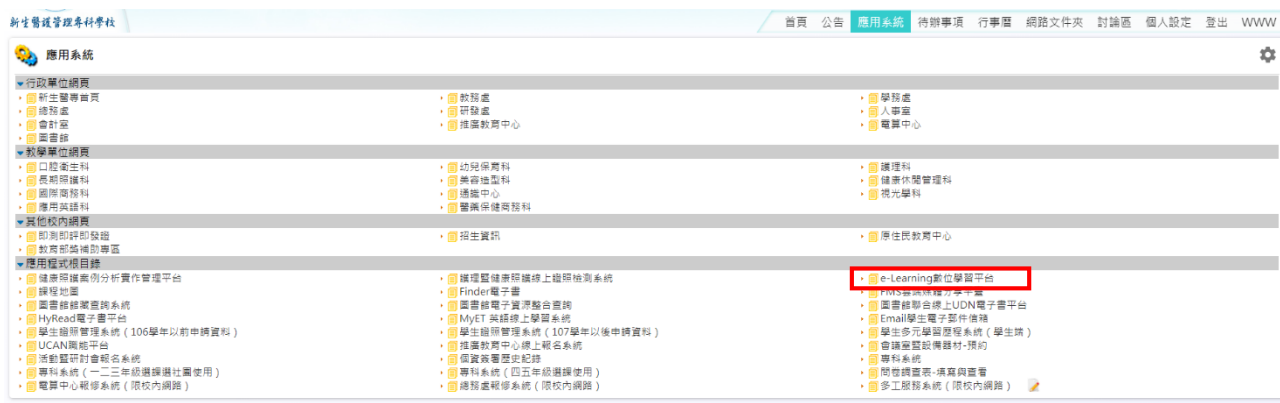 新生醫護管理專科學校
首頁 公告 應用系統 待辦事項 行事曆 網路文件夾 討論區 個人設定 登出 WWW
應用系統
行政單位網頁
新生醫專首頁 教務處 學務處
總務處 研發處 人事室
會計室 推廣教育中心 電算中心
圖書館
教學單位網頁
口腔衛生科 幼兒保育科 護理科
長期照護科 美容造型科 健康休閒管理科
國際商務科 通識中心 視光學科
應用英語科 醫藥保健商務科
其他校內網頁
即測即評即發證 招生資訊 原住民教育中心
教育部獎補助專區
應用程式根目錄
健康照護案例分析實作管理平台 護理暨健康照護線上證照檢測系統 e-Learning數位學習平台
課程地圖 Finder電子書 FMS雲端媒體分享平臺
圖書館館藏查詢系統 圖書館電子資源整合查詢 圖書館聯合線上UDN電子書平台
HyRead電子書平台 MyET 英語線上學習系統 Email學生電子郵件信箱
學生證照管理系統 ( 106學年以前申請資料 ) 學生證照管理系統 ( 107學年以後申請資料 ) 學生多元學習歷程系統 ( 學生端 )
UCAN職能平台 推廣教育中心線上報名系統 會議室暨設備器材-預約
活動暨研討會報名系統 個資簽署歷史紀錄 專科系統
專科系統 ( 一二三年級選課選社團使用 ) 專科系統 ( 四五年級選課使用 ) 問卷調查表-填寫與查看
電算中心報修系統 ( 限校內網路 ) 總務處報修系統 ( 限校內網路 ) 多工服務系統 ( 限校內網路 )